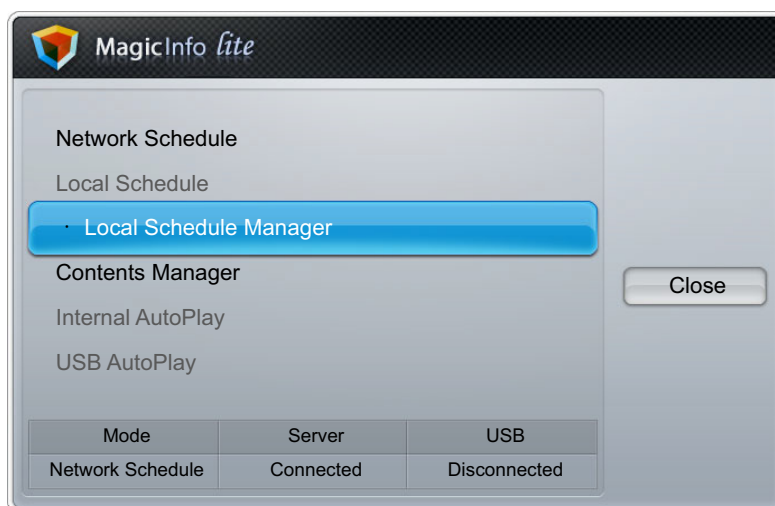 MagicInfo lite
Network Schedule
Local Schedule
· Local Schedule Manager
Contents Manager
Internal AutoPlay
USB AutoPlay
Close
Mode Server USB
Network Schedule Connected Disconnected